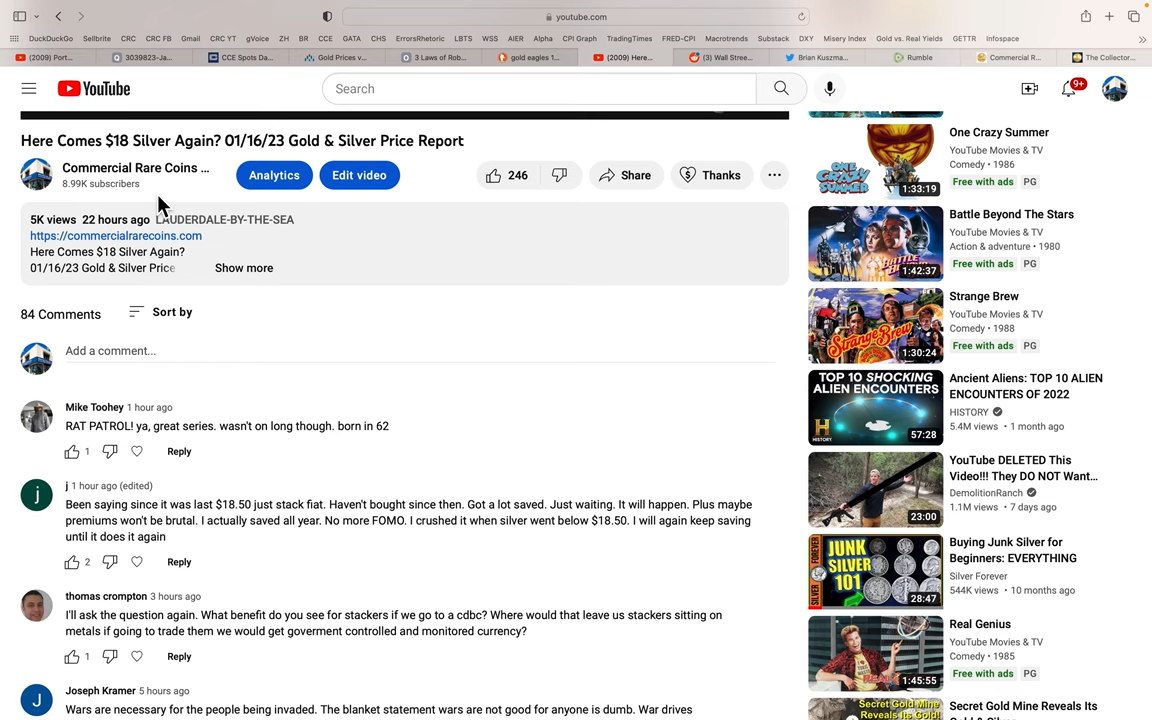 youtube.com
DuckDuckGo Sellbrite CRC CRC FB Gmail CRC YT gVoice ZH BR CCE GATA CHS ErrorsRhetoric LBTS WSS AIER Alpha CPI Graph TradingTimes FRED-CPI Macrotrends Substack DXY Misery Index Gold vs. Real Yields GETTR Infospace
(2009) Port... 3039823-Ja... CCE Spots Da... Gold Prices v... 3 Laws of Rob... gold eagles 1... (2009) Here... (3) Wall Stree... Brian Kuszma... Rumble Commercial R... The Collector...
YouTube
Search
9+
Here Comes $18 Silver Again? 01/16/23 Gold & Silver Price Report
Commercial Rare Coins ...
8.99K subscribers
Analytics
Edit video
246
Share
Thanks
5K views 22 hours ago LAUDERDALE-BY-THE-SEA
https://commercialrarecoins.com
Here Comes $18 Silver Again?
01/16/23 Gold & Silver Price
Show more
84 Comments
Sort by
Add a comment...
Mike Toohey 1 hour ago
RAT PATROL! ya, great series. wasn't on long though. born in 62
1
Reply
j
j 1 hour ago (edited)
Been saying since it was last $18.50 just stack fiat. Haven't bought since then. Got a lot saved. Just waiting. It will happen. Plus maybe
premiums won't be brutal. I actually saved all year. No more FOMO. I crushed it when silver went below $18.50. I will again keep saving
until it does it again
2
Reply
thomas crompton 3 hours ago
I'll ask the question again. What benefit do you see for stackers if we go to a cdbc? Where would that leave us stackers sitting on
metals if going to trade them we would get goverment controlled and monitored currency?
1
Reply
J
Joseph Kramer 5 hours ago
Wars are necessary for the people being invaded. The blanket statement wars are not good for anyone is dumb. War drives
CRAZY SUMMER
1:33:19
One Crazy Summer
YouTube Movies & TV
Comedy • 1986
Free with ads PG
1:42:37
Battle Beyond The Stars
YouTube Movies & TV
Action & adventure • 1980
Free with ads PG
Strange Brew
1:30:24
Strange Brew
YouTube Movies & TV
Comedy • 1988
Free with ads PG
TOP 10 SHOCKING
ALIEN ENCOUNTERS
H
HISTORY
57:28
Ancient Aliens: TOP 10 ALIEN
ENCOUNTERS OF 2022
HISTORY
5.4M views • 1 month ago
23:00
YouTube DELETED This
Video!!! They DO NOT Want...
DemolitionRanch
1.1M views • 7 days ago
SILVER FOREVER
JUNK
SILVER
101
28:47
Buying Junk Silver for
Beginners: EVERYTHING
Silver Forever
544K views • 10 months ago
1:45:55
Real Genius
YouTube Movies & TV
Comedy • 1985
Free with ads PG
Secret Gold Mine
Reveals Its Gold!
Secret Gold Mine Reveals Its